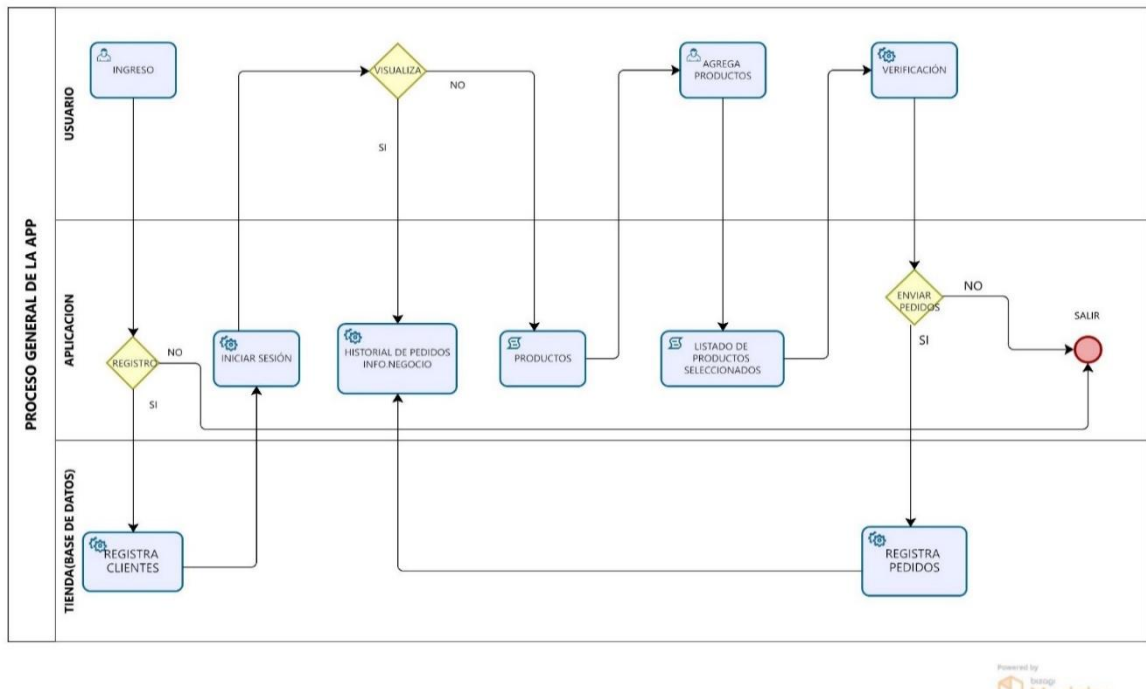 PROCESO GENERAL DE LA APP
USUARIO
INGRESO
VISUALIZA
NO
SI
AGREGA
PRODUCTOS
VERIFICACIÓN
APLICACION
REGISTRO
NO
SI
INICIAR SESIÓN
HISTORIAL DE PEDIDOS
INFO.NEGOCIO
PRODUCTOS
LISTADO DE
PRODUCTOS
SELECCIONADOS
ENVIAR
PEDIDOS
NO
SI
SALIR
TIENDA(BASE DE DATOS)
REGISTRA
CLIENTES
REGISTRA
PEDIDOS
Powered by
bizagi